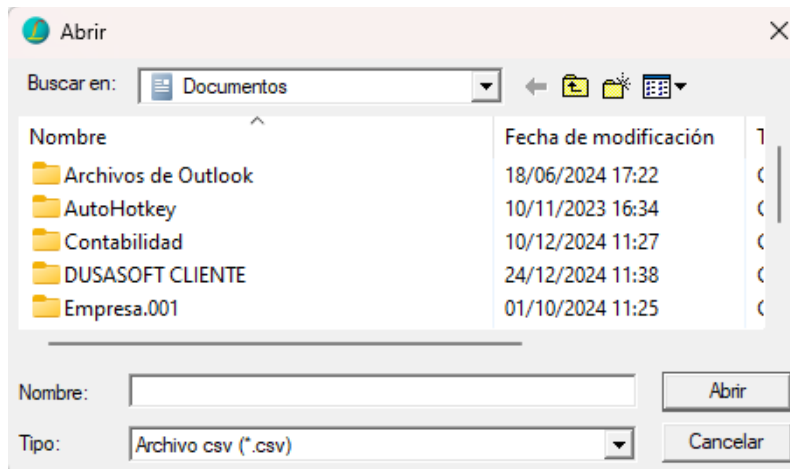 Abrir
Buscar en: Documentos
Nombre Fecha de modificación T
Archivos de Outlook 18/06/2024 17:22
AutoHotkey 10/11/2023 16:34
Contabilidad 10/12/2024 11:27
DUSASOFT CLIENTE 24/12/2024 11:38
Empresa.001 01/10/2024 11:25
Nombre: Abrir
Tipo: Archivo csv (*.csv) Cancelar